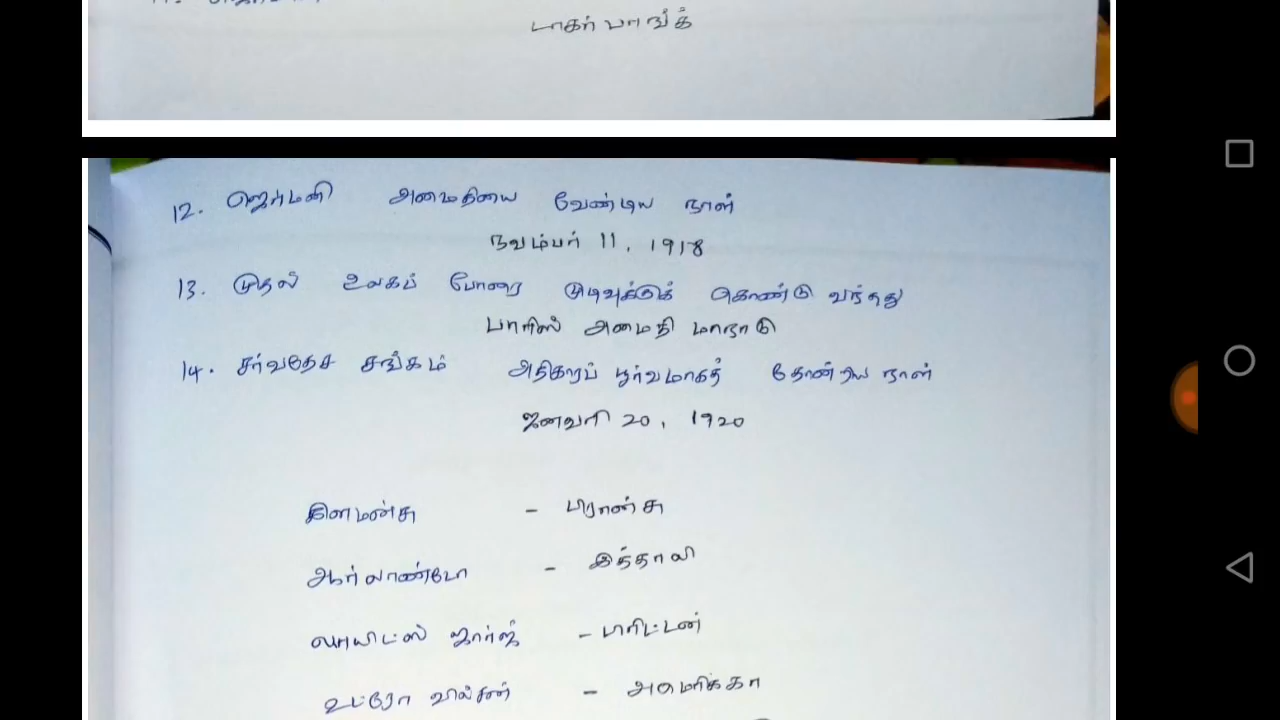 டாகர் பாங்க்
12. ஜெர்மனி அமைதியை வேண்டிய நாள்
நவம்பர் 11, 1918
13. முதல் உலகப் போரை முடிவுக்குக் கொண்டு வந்தது
பாரிஸ் அமைதி மாநாடு
14. சர்வதேச சங்கம் அதிகாரப் பூர்வமாகத் தோன்றிய நாள்
ஜனவரி 20, 1920
கிளமன்சு - பிரான்சு
ஆர்லாண்டோ - இத்தாலி
லாயிட்ஸ் ஜார்ஜ் - பிரிட்டன்
உட்ரோ வில்சன் - அமெரிக்கா